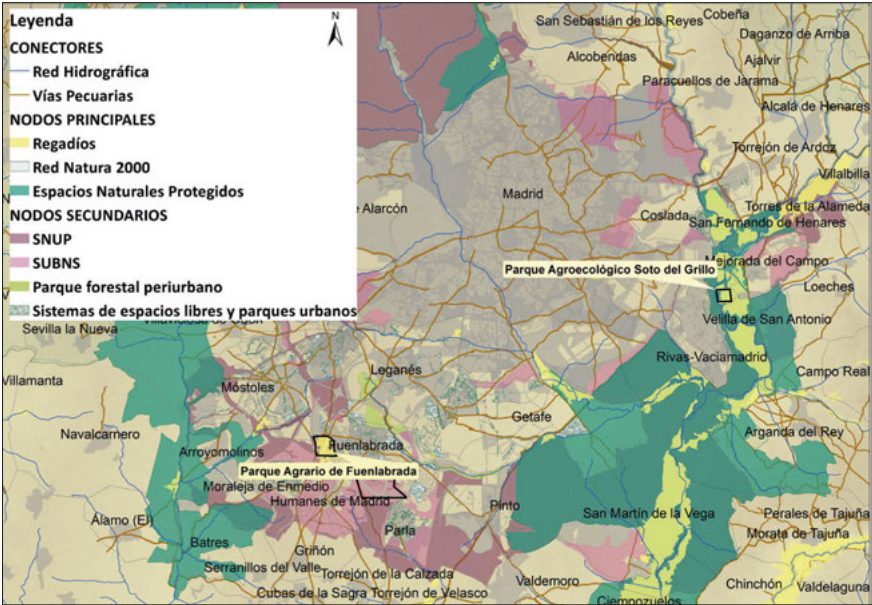 Leyenda
N
CONECTORES
Red Hidrográfica
Vías Pecuarias
NODOS PRINCIPALES
Regadíos
Red Natura 2000
Espacios Naturales Protegidos
NODOS SECUNDARIOS
SNUP
SUBNS
Parque forestal periurbano
Sistemas de espacios libres y parques urbanos
San Sebastián de los Reyes
Cobeña
Daganzo de Arriba
Alcobendas
Ajalvir
Paracuellos de Jarama
Alcalá de Henares
Torrejón de Ardoz
Villalbilla
Madrid
e Alarcón
Coslada
Torres de la Alameda
San Fernando de Henares
Mejorada del Campo
Parque Agroecológico Soto del Grillo
Loeches
Velilla de San Antonio
Sevilla la Nueva
Rivas-Vaciamadrid
Leganés
Campo Real
Villamanta
Móstoles
Getafe
Navalcarnero
Arganda del Rey
Arroyomolinos
Fuenlabrada
Parque Agrario de Fuenlabrada
Moraleja de Enmedio
Humanes de Madrid
Pinto
San Martín de la Vega
Perales de Tajuña
Álamo (El)
Parla
Morata de Tajuña
Batres
Griñón
Serranillos del Valle
Torrejón de la Calzada
Valdemoro
Chinchón
Valdelaguna
Cubas de la Sagra
Torrejón de Velasco
Ciempozuelos